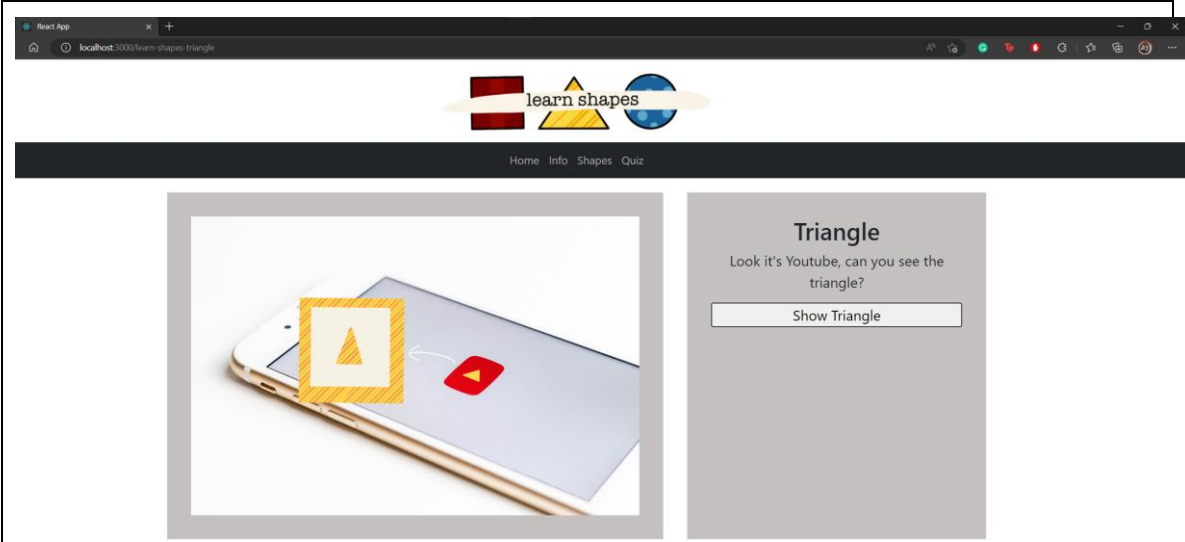 React App
localhost:3000/learn-shapes-triangle
learn shapes
Home Info Shapes Quiz
Triangle
Look it's Youtube, can you see the
triangle?
Show Triangle